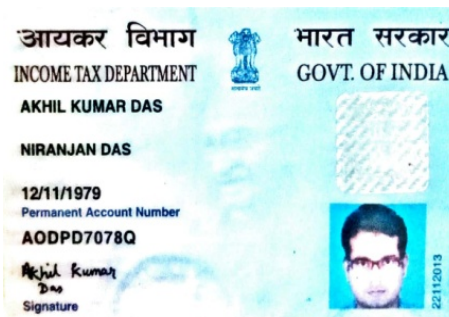 आयकर विभाग
भारत सरकार
INCOME TAX DEPARTMENT
GOVT. OF INDIA
AKHIL KUMAR DAS
NIRANJAN DAS
12/11/1979
Permanent Account Number
AODPD7078Q
Akhil Kumar
Das
Signature
22112013